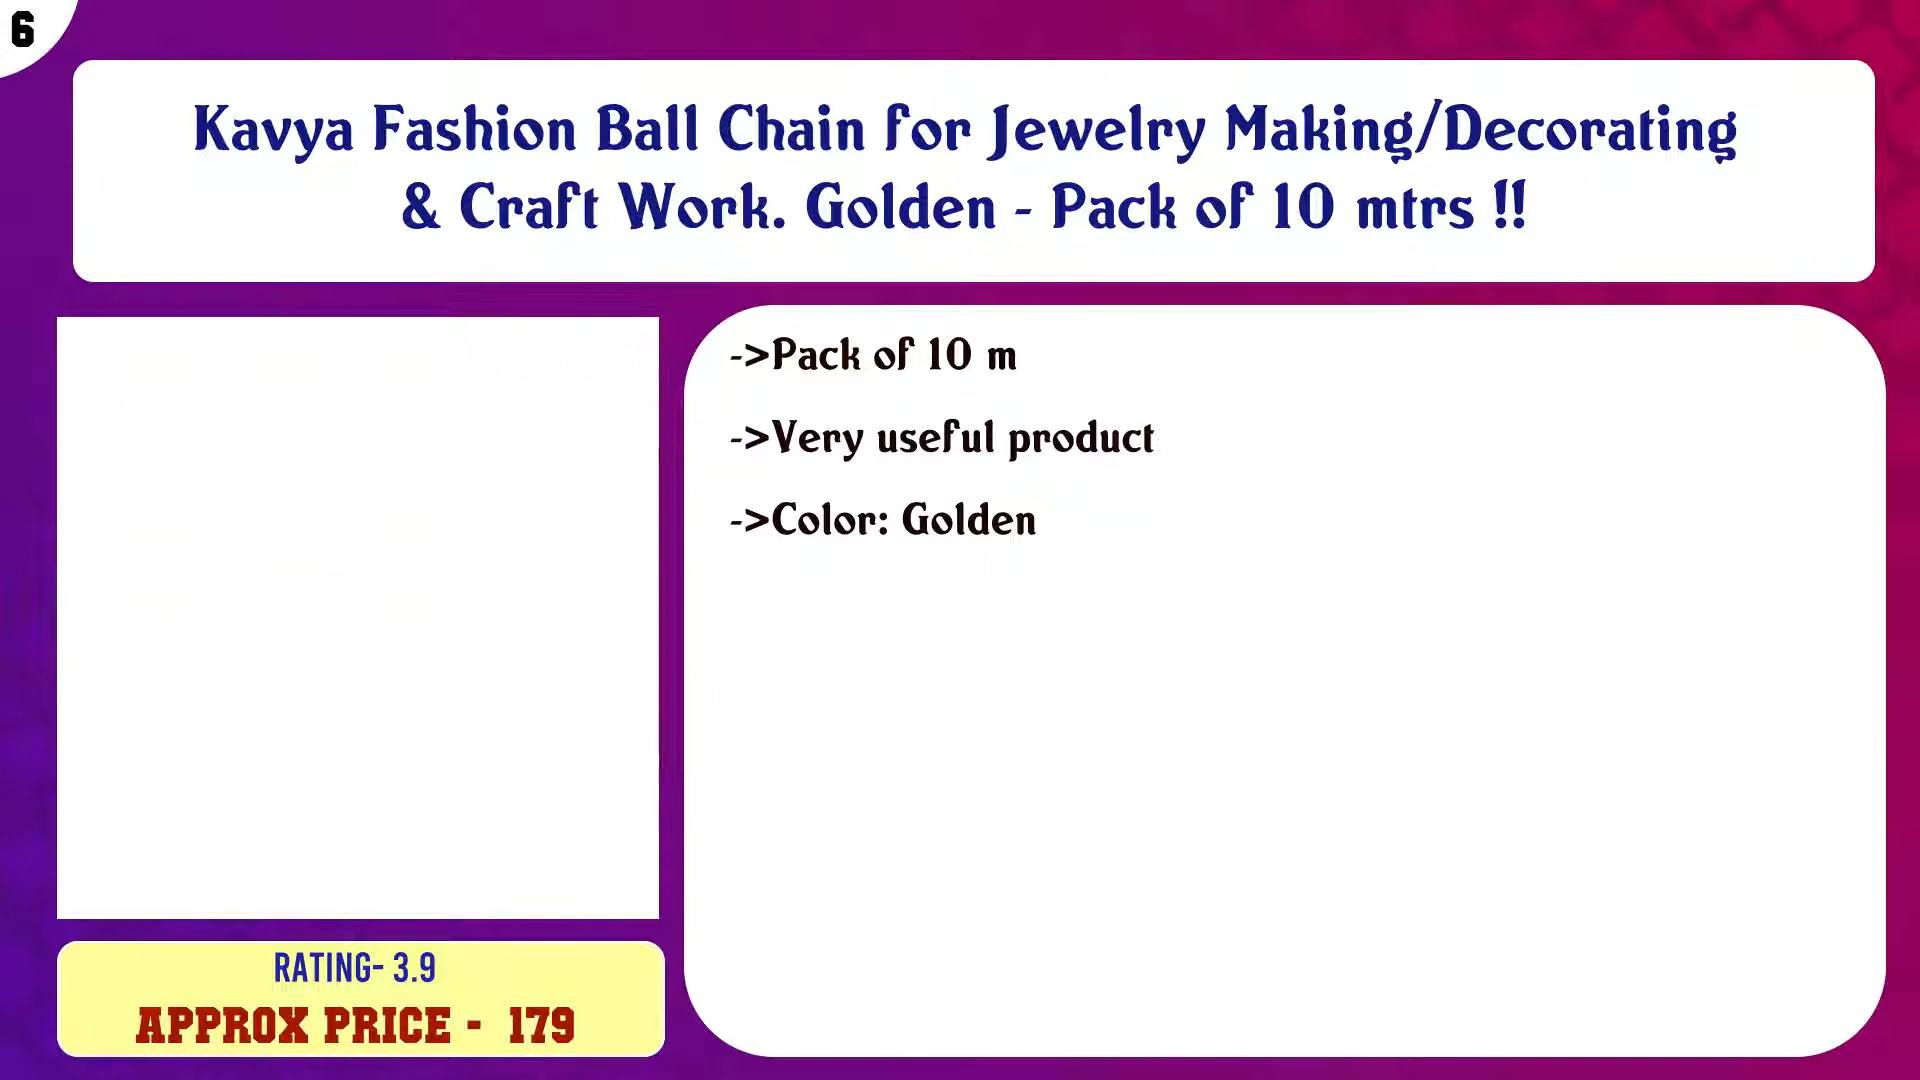 6
Kavya Fashion Ball Chain for Jewelry Making/Decorating
& Craft Work. Golden - Pack of 10 mtrs !!
->Pack of 10 m
->Very useful product
->Color: Golden
RATING- 3.9
APPROX PRICE - 179